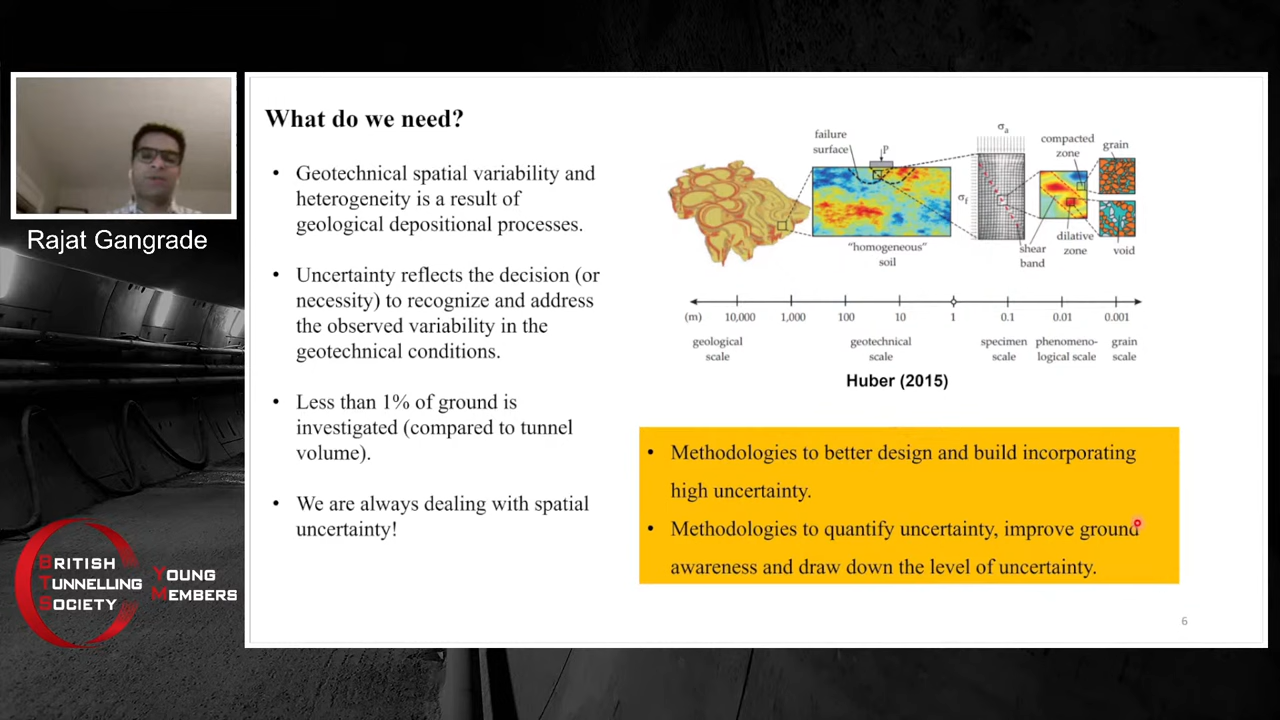 Rajat Gangrade
BRITISH
TUNNELLING
SOCIETY
YOUNG
MEMBERS
What do we need?
• Geotechnical spatial variability and
heterogeneity is a result of
geological depositional processes.
• Uncertainty reflects the decision (or
necessity) to recognize and address
the observed variability in the
geotechnical conditions.
• Less than 1% of ground is
investigated (compared to tunnel
volume).
• We are always dealing with spatial
uncertainty!
failure
surface
P
"homogeneous"
soil
σa
σf
shear
band
compacted
zone
dilative
zone
grain
void
(m) 10,000 1,000 100 10 1 0.1 0.01 0.001
geological
scale
geotechnical
scale
specimen
scale
phenomeno-
logical scale
grain
scale
Huber (2015)
• Methodologies to better design and build incorporating
high uncertainty.
• Methodologies to quantify uncertainty, improve ground
awareness and draw down the level of uncertainty.
6